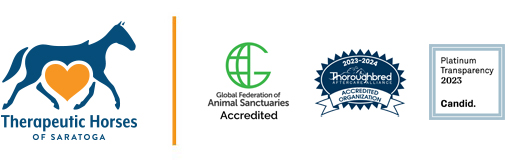 Therapeutic Horses
OF SARATOGA
Global Federation of
Animal Sanctuaries
Accredited
2023-2024
Thoroughbred
AFTERCARE ALLIANCE
ACCREDITED
ORGANIZATION
Platinum
Transparency
2023
Candid.